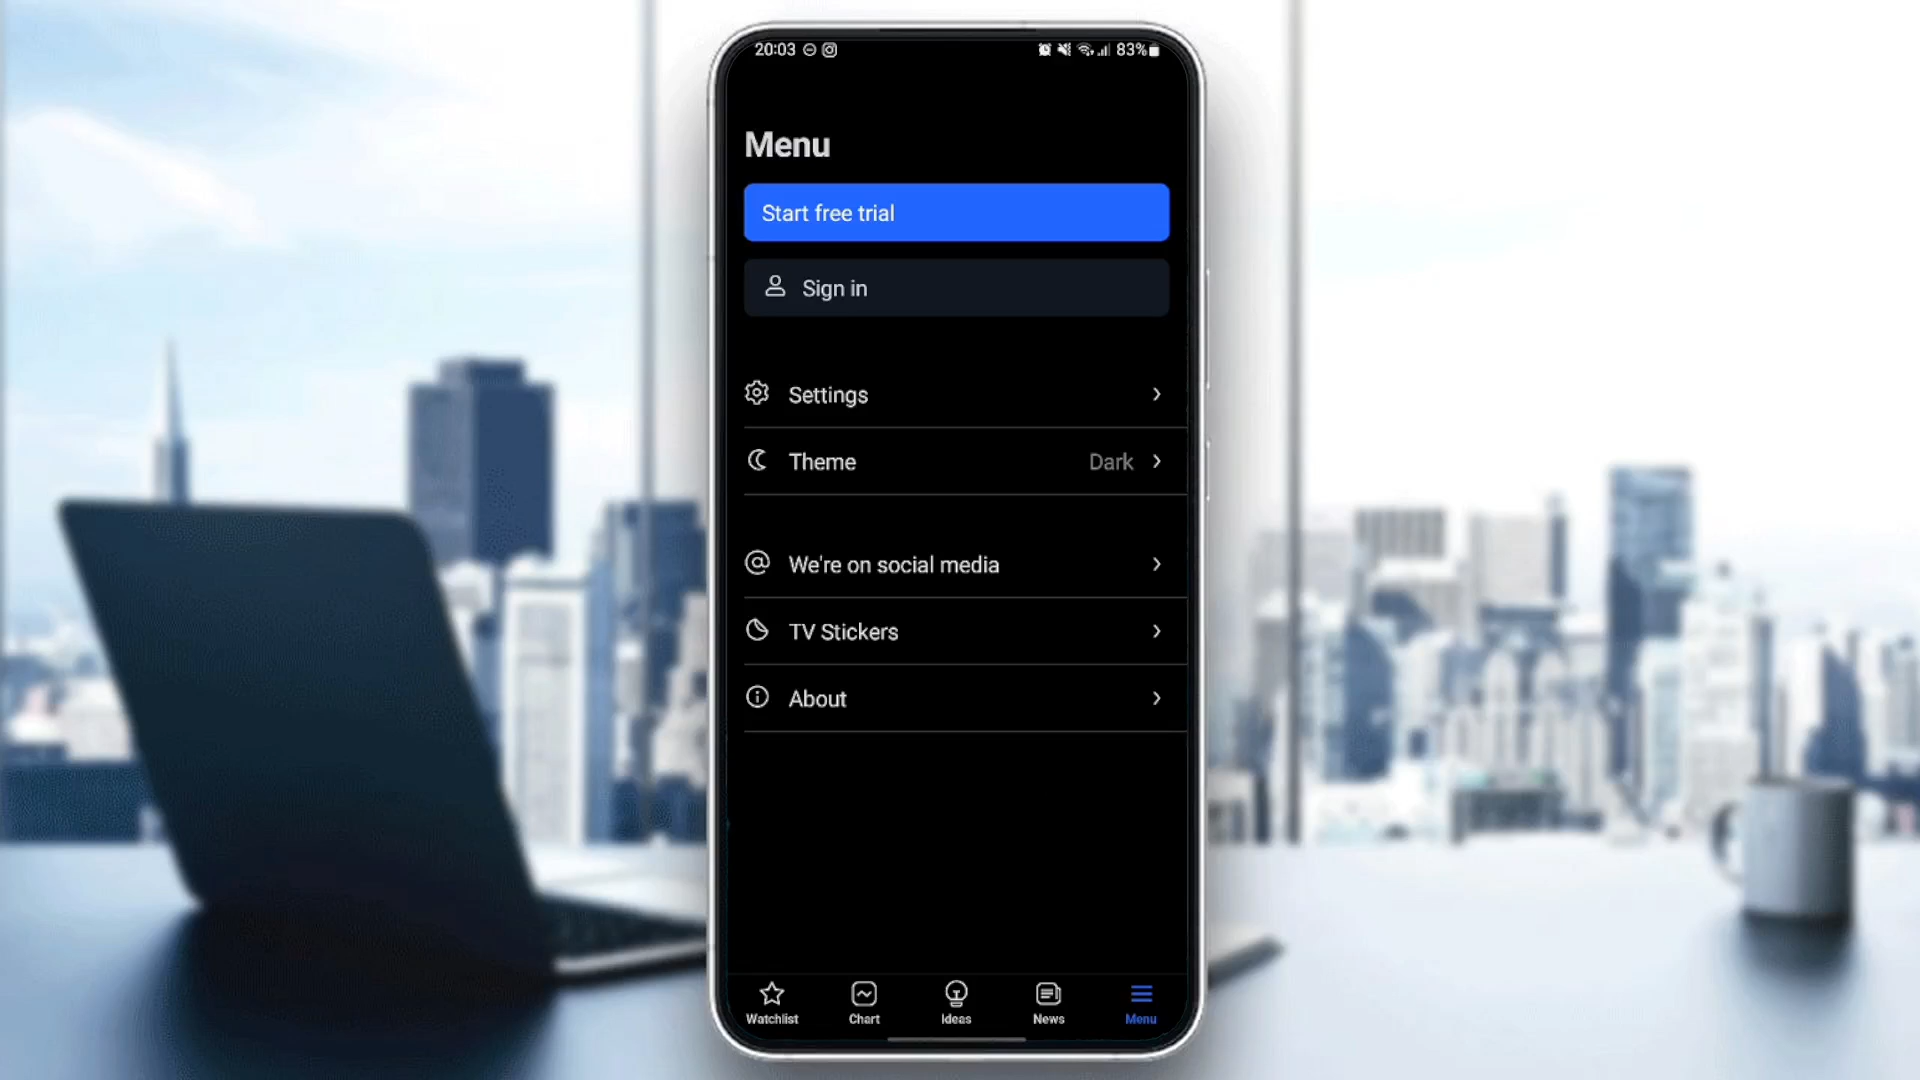 20:03 83%
Menu
Start free trial
Sign in
Settings
Theme Dark
We're on social media
TV Stickers
About
Watchlist Chart Ideas News Menu